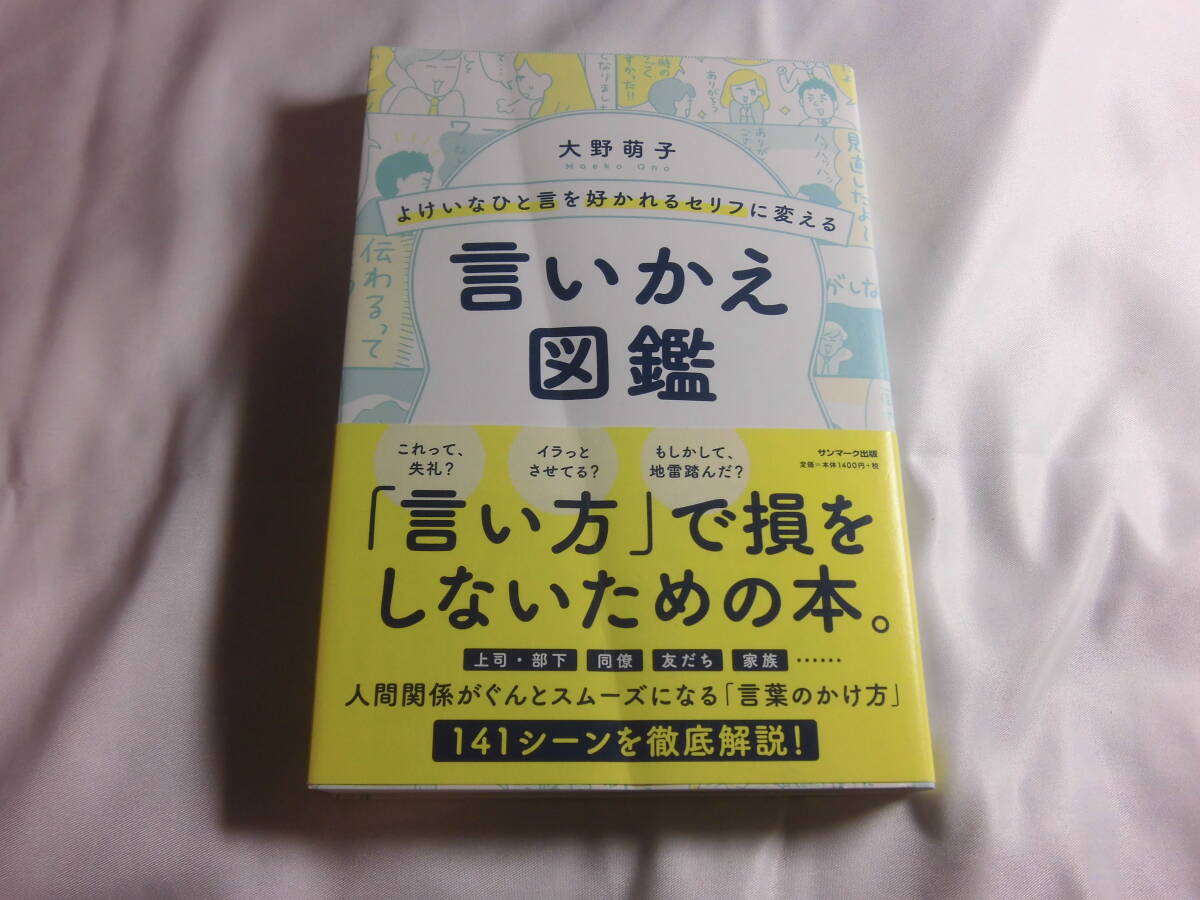 大野萌子
Moeko Ono
よけいなひと言を好かれるセリフに変える
言いかえ
図鑑
伝わるって
見直したよ
ありがとう
ハッハッハッ
これって、
失礼?
イラっと
させてる?
もしかして、
地雷踏んだ?
サンマーク出版
定価=本体1400円+税
「言い方」で損を
しないための本。
上司・部下 同僚 友だち 家族 ……
人間関係がぐんとスムーズになる「言葉のかけ方」
141シーンを徹底解説!